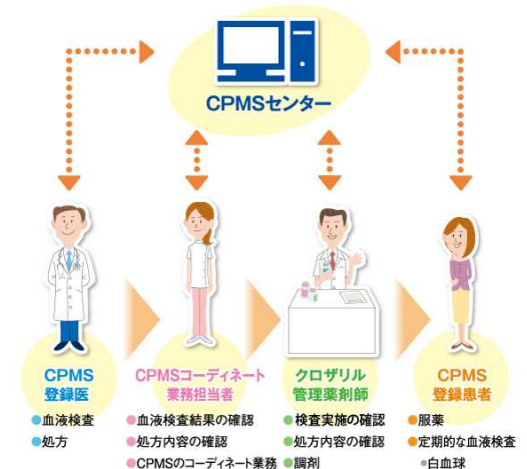 CPMSセンター
CPMS
登録医
●血液検査
●処方
CPMSコーディネート
業務担当者
●血液検査結果の確認
●処方内容の確認
●CPMSのコーディネート業務
クロザリル
管理薬剤師
●検査実施の確認
●処方内容の確認
●調剤
CPMS
登録患者
●服薬
●定期的な血液検査
●白血球